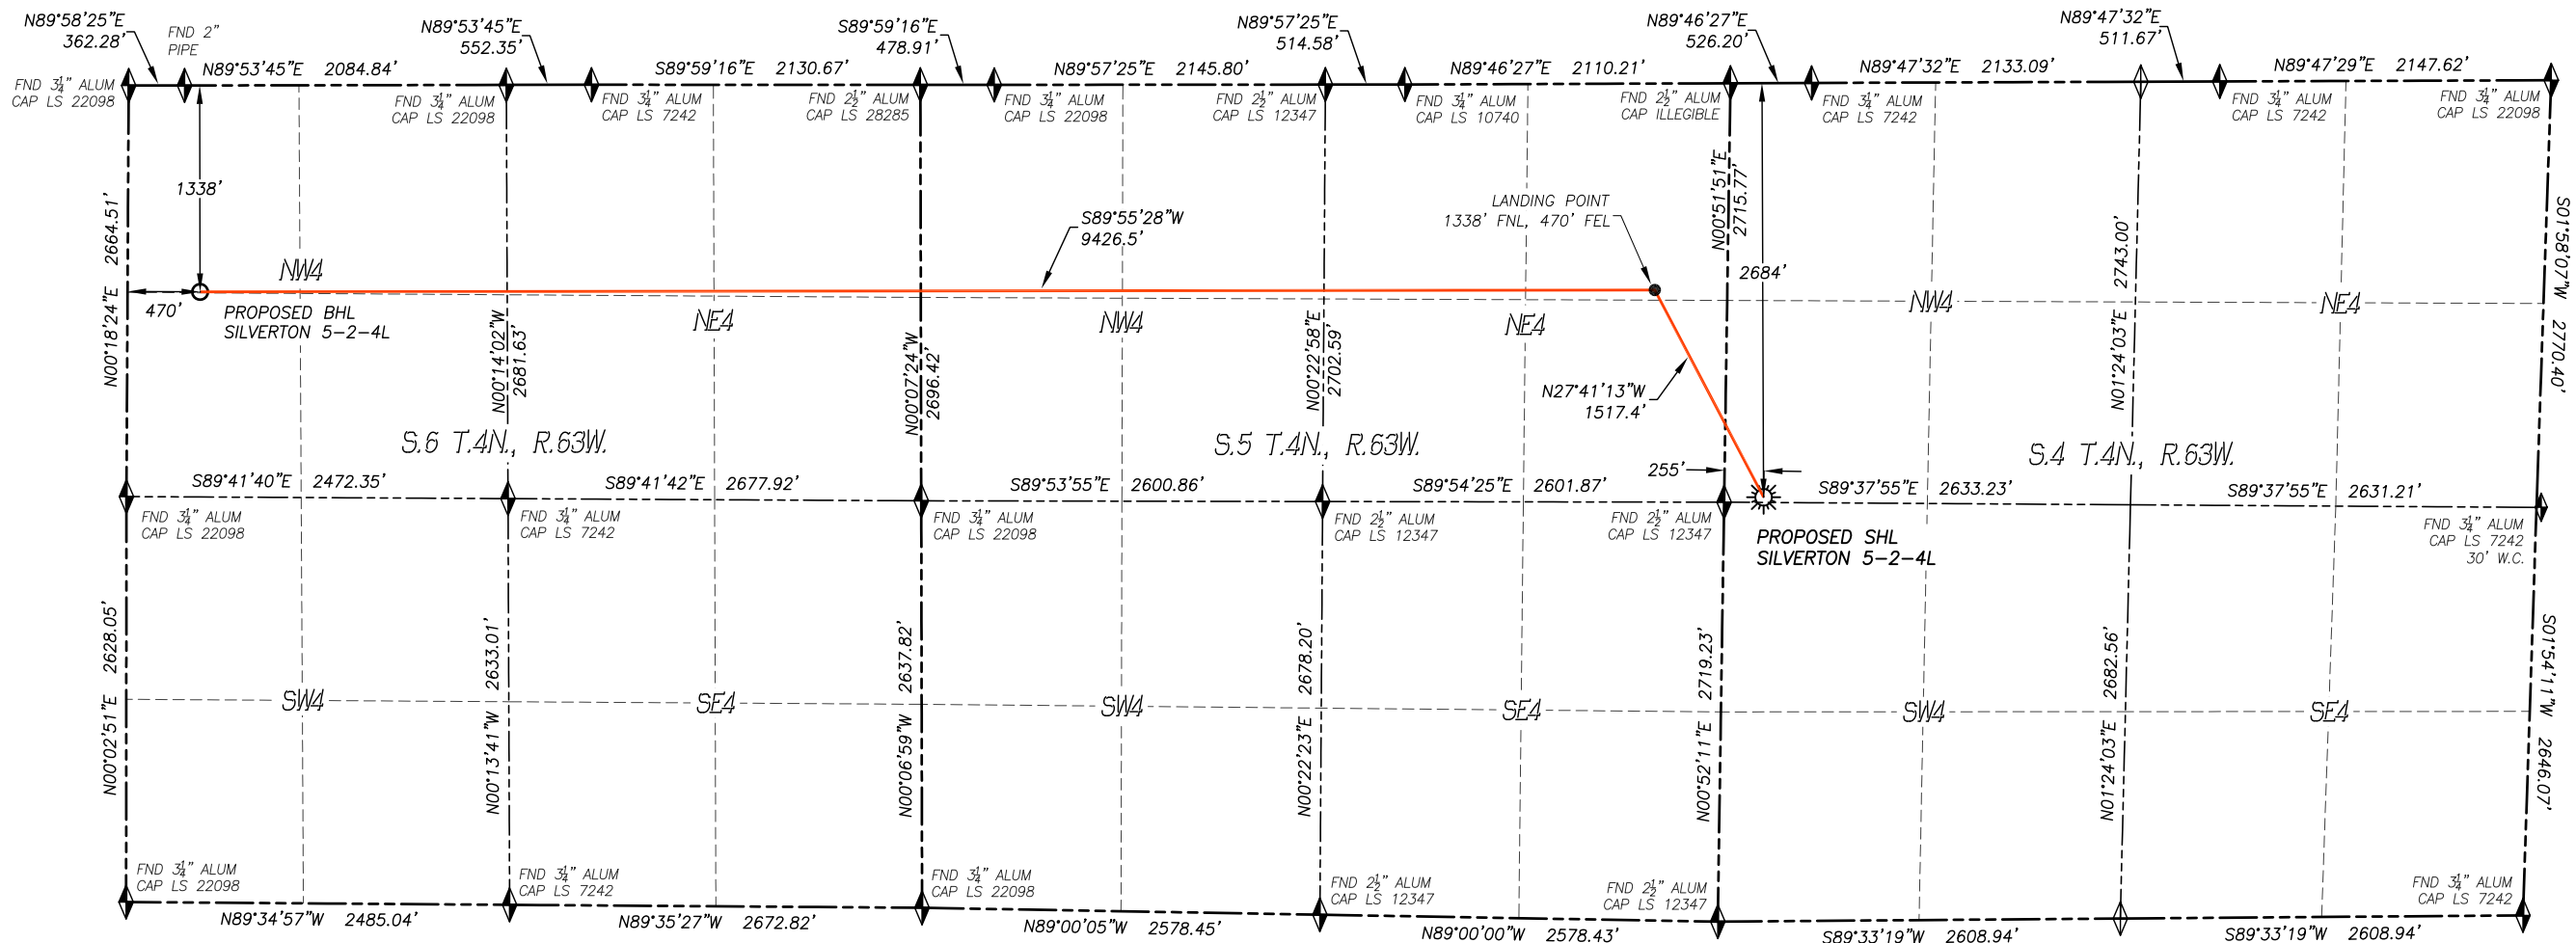 N89°58'25"E
362.28'
FND 2"
PIPE
N89°53'45"E
552.35'
S89°59'16"E
478.91'
N89°57'25"E
514.58'
N89°46'27"E
526.20'
N89°47'32"E
511.67'
N89°53'45"E 2084.84'
S89°59'16"E 2130.67'
N89°57'25"E 2145.80'
N89°46'27"E 2110.21'
N89°47'32"E 2133.09'
N89°47'29"E 2147.62'
FND 3¼" ALUM
CAP LS 22098
FND 3¼" ALUM
CAP LS 22098
FND 3¼" ALUM
CAP LS 7242
FND 2½" ALUM
CAP LS 28285
FND 3¼" ALUM
CAP LS 22098
FND 2½" ALUM
CAP LS 12347
FND 3¼" ALUM
CAP LS 10740
FND 2½" ALUM
CAP ILLEGIBLE
FND 3¼" ALUM
CAP LS 7242
FND 3¼" ALUM
CAP LS 7242
FND 3¼" ALUM
CAP LS 22098
1338'
LANDING POINT
1338' FNL, 470' FEL
S89°55'28"W
9426.5'
N00°18'24"E 2664.51'
N00°14'02"W
2681.63'
N00°07'24"W
2696.42'
N00°22'58"E
2702.59'
N00°51'51"E
2715.77'
2684'
N01°24'03"E 2743.00'
S01°58'07"W 2770.40'
NW4
NE4
NW4
NE4
NW4
NE4
470'
PROPOSED BHL
SILVERTON 5-2-4L
N27°41'13"W
1517.4'
S.6 T.4N., R.63W.
S.5 T.4N., R.63W.
S.4 T.4N., R.63W.
S89°41'40"E 2472.35'
S89°41'42"E 2677.92'
S89°53'55"E 2600.86'
S89°54'25"E 2601.87'
255'
S89°37'55"E 2633.23'
S89°37'55"E 2631.21'
FND 3¼" ALUM
CAP LS 22098
FND 3¼" ALUM
CAP LS 7242
FND 3¼" ALUM
CAP LS 22098
FND 2½" ALUM
CAP LS 12347
FND 2½" ALUM
CAP LS 12347
PROPOSED SHL
SILVERTON 5-2-4L
FND 3¼" ALUM
CAP LS 7242
30' W.C.
N00°02'51"E 2628.05'
N00°13'41"W 2633.01'
N00°06'59"W 2637.82'
N00°22'23"E 2678.20'
N00°52'11"E 2719.23'
N01°24'03"E 2682.56'
S01°54'11"W 2646.07'
SW4
SE4
SW4
SE4
SW4
SE4
FND 3¼" ALUM
CAP LS 22098
FND 3¼" ALUM
CAP LS 7242
FND 3¼" ALUM
CAP LS 22098
FND 2½" ALUM
CAP LS 12347
FND 2½" ALUM
CAP LS 12347
FND 3¼" ALUM
CAP LS 7242
N89°34'57"W 2485.04'
N89°35'27"W 2672.82'
N89°00'05"W 2578.45'
N89°00'00"W 2578.43'
S89°33'19"W 2608.94'
S89°33'19"W 2608.94'